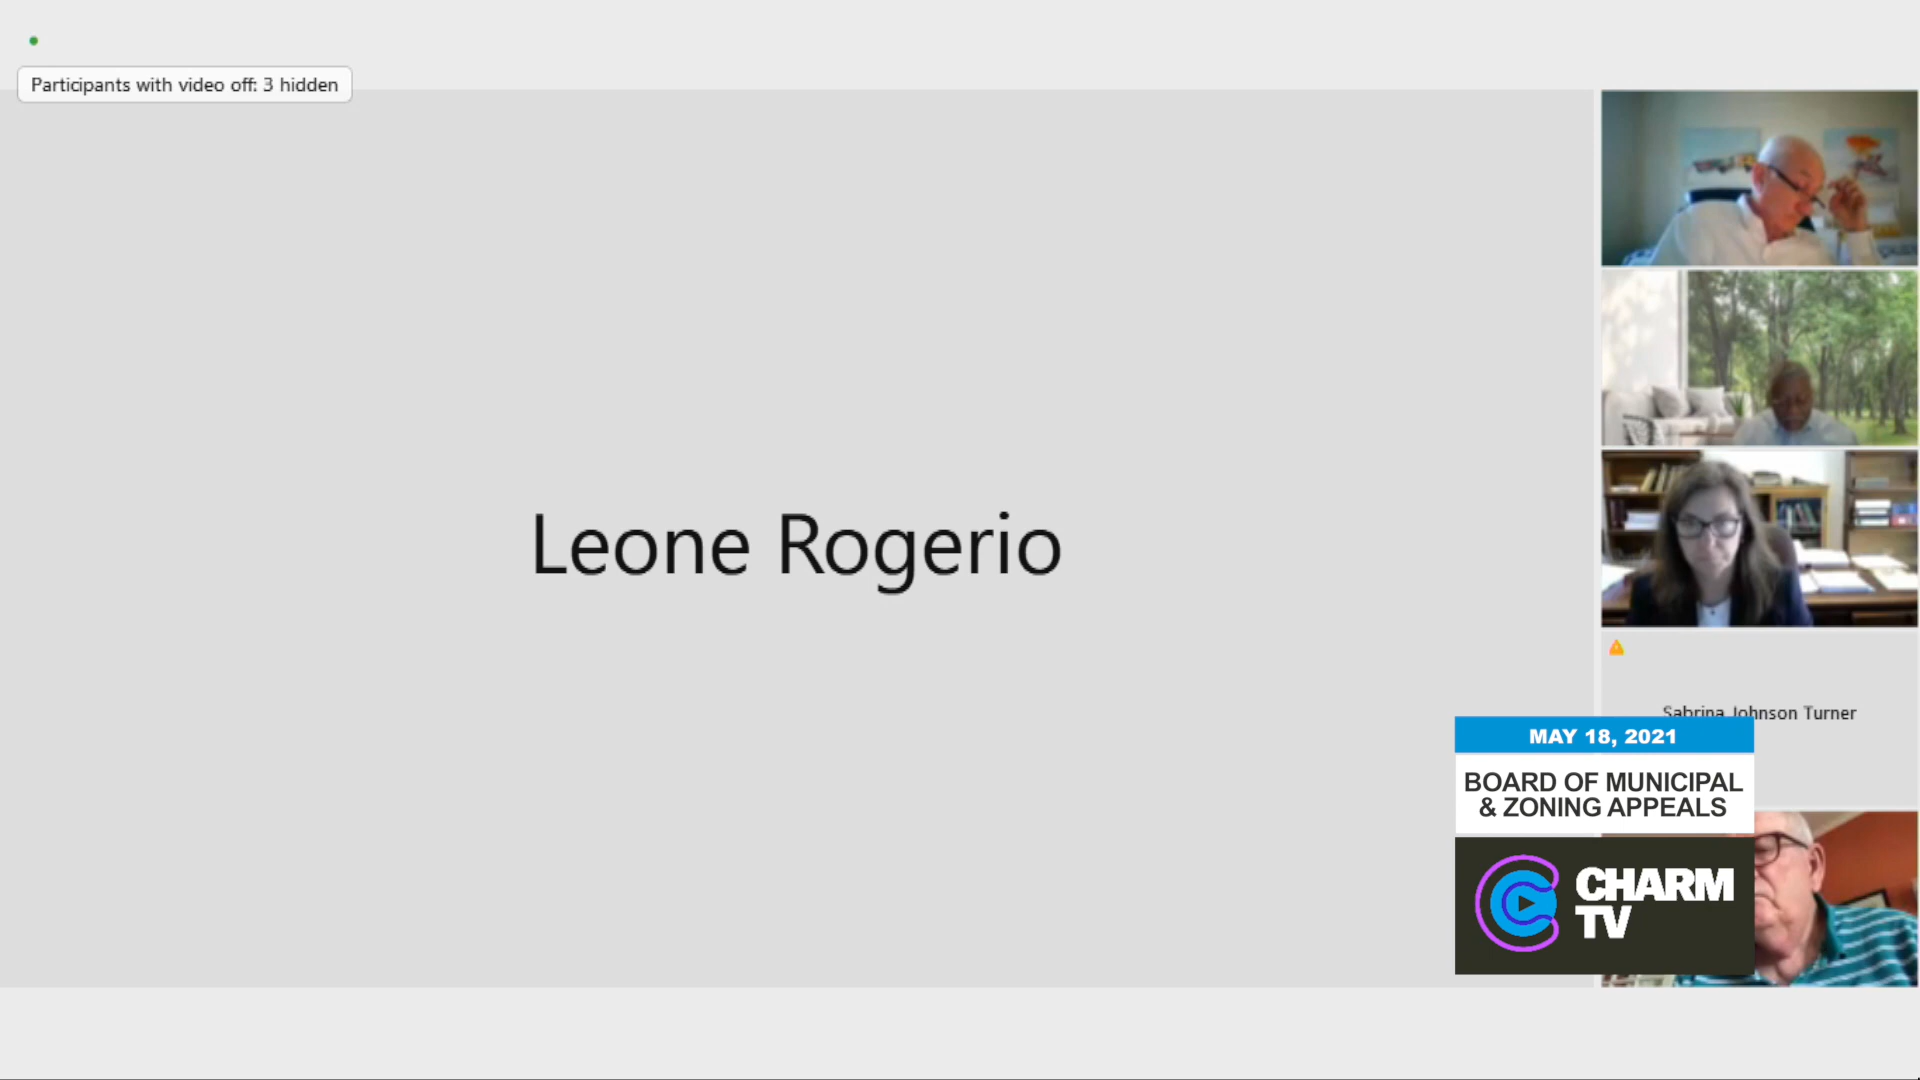 Participants with video off: 3 hidden
Leone Rogerio
Sabrina Johnson Turner
MAY 18, 2021
BOARD OF MUNICIPAL
& ZONING APPEALS
CHARM
TV